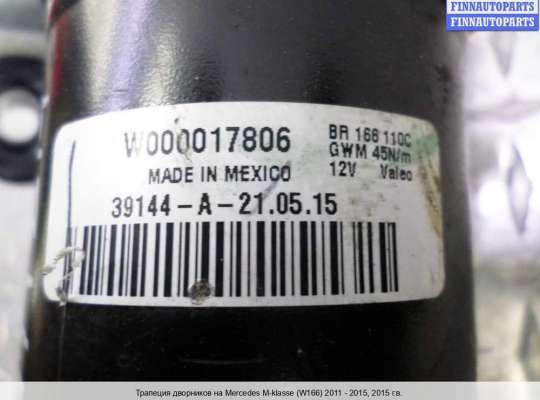 FINNAUTOPARTS
FINNAUTOPARTS
W000017806
BR 166 110C
GWM 45N/m
MADE IN MEXICO
12V Valeo
39144-A-21.05.15
Трапеция дворников на Mercedes M-klasse (W166) 2011 - 2015, 2015 г.в.